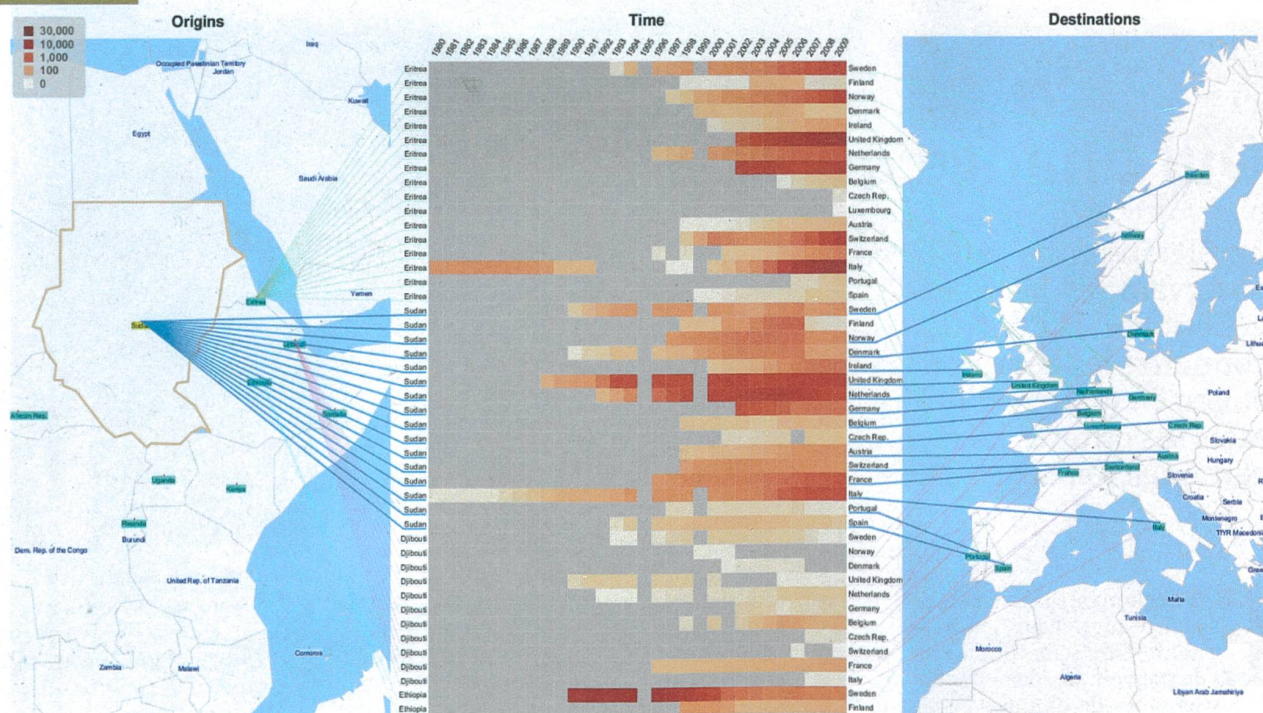 Origins
Time
Destinations
30,000
10,000
1,000
100
0
1980 1981 1982 1983 1984 1985 1986 1987 1988 1989 1990 1991 1992 1993 1994 1995 1996 1997 1998 1999 2000 2001 2002 2003 2004 2005 2006 2007 2008 2009
Iraq
Occupied Palestinian Territory
Jordan
Kuwait
Egypt
Saudi Arabia
Yemen
Eritrea
Djibouti
Ethiopia
Somalia
African Rep.
Uganda
Kenya
Rwanda
Burundi
Dem. Rep. of the Congo
United Rep. of Tanzania
Comoros
Zambia
Malawi
Eritrea Sweden
Eritrea Finland
Eritrea Norway
Eritrea Denmark
Eritrea Ireland
Eritrea United Kingdom
Eritrea Netherlands
Eritrea Germany
Eritrea Belgium
Eritrea Czech Rep.
Eritrea Luxembourg
Eritrea Austria
Eritrea Switzerland
Eritrea France
Eritrea Italy
Eritrea Portugal
Eritrea Spain
Sudan Sweden
Sudan Finland
Sudan Norway
Sudan Denmark
Sudan Ireland
Sudan United Kingdom
Sudan Netherlands
Sudan Germany
Sudan Belgium
Sudan Czech Rep.
Sudan Austria
Sudan Switzerland
Sudan France
Sudan Italy
Sudan Portugal
Sudan Spain
Djibouti Sweden
Djibouti Norway
Djibouti Denmark
Djibouti United Kingdom
Djibouti Netherlands
Djibouti Germany
Djibouti Belgium
Djibouti Czech Rep.
Djibouti Switzerland
Djibouti France
Djibouti Italy
Ethiopia Sweden
Ethiopia Finland
Sweden
Norway
Denmark
Ireland
United Kingdom
Netherlands
Germany
Poland
Belgium
Luxembourg
Czech Rep.
Slovakia
Austria
Hungary
France
Switzerland
Slovenia
Croatia
Serbia
Montenegro
TfYR Macedonia
Italy
Portugal
Spain
Malta
Tunisia
Morocco
Algeria
Libyan Arab Jamahiriya